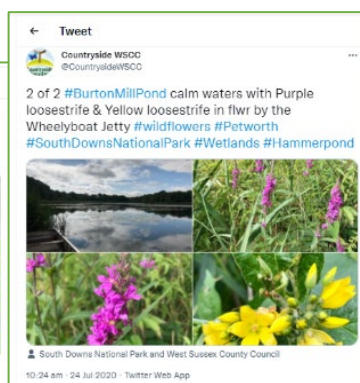 ← Tweet
Countryside WSCC
@CountrysideWSCC
2 of 2 #BurtonMillPond calm waters with Purple
loosestrife & Yellow loosestrife in flwr by the
Wheelyboat Jetty #wildflowers #Petworth
#SouthDownsNationalPark #Wetlands #Hammerpond
South Downs National Park and West Sussex County Council
10:24 am · 24 Jul 2020 · Twitter Web App